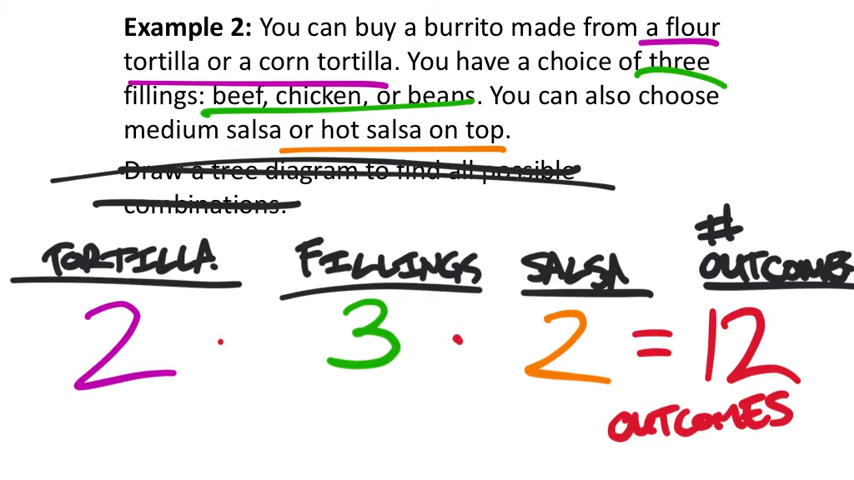 Example 2: You can buy a burrito made from a flour
tortilla or a corn tortilla. You have a choice of three
fillings: beef, chicken, or beans. You can also choose
medium salsa or hot salsa on top.
Draw a tree diagram to find all possible
combinations.
#
TORTILLA FILLINGS SALSA OUTCOMES
2 · 3 · 2 = 12
OUTCOMES